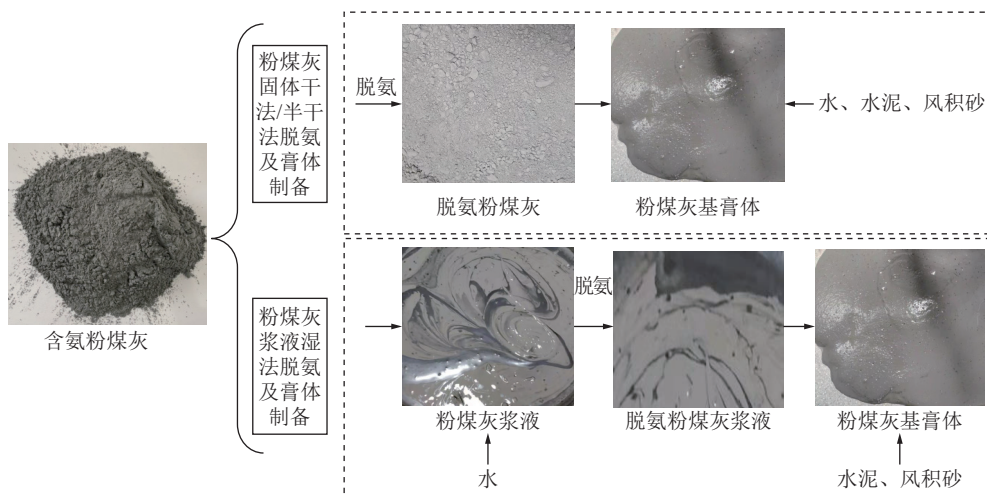 含氨粉煤灰
粉煤灰
固体干
法/半干
法脱氨
及膏体
制备
脱氨
脱氨粉煤灰
粉煤灰基膏体
水、水泥、风积砂
粉煤灰
浆液湿
法脱氨
及膏体
制备
粉煤灰浆液
水
脱氨
脱氨粉煤灰浆液
粉煤灰基膏体
水泥、风积砂